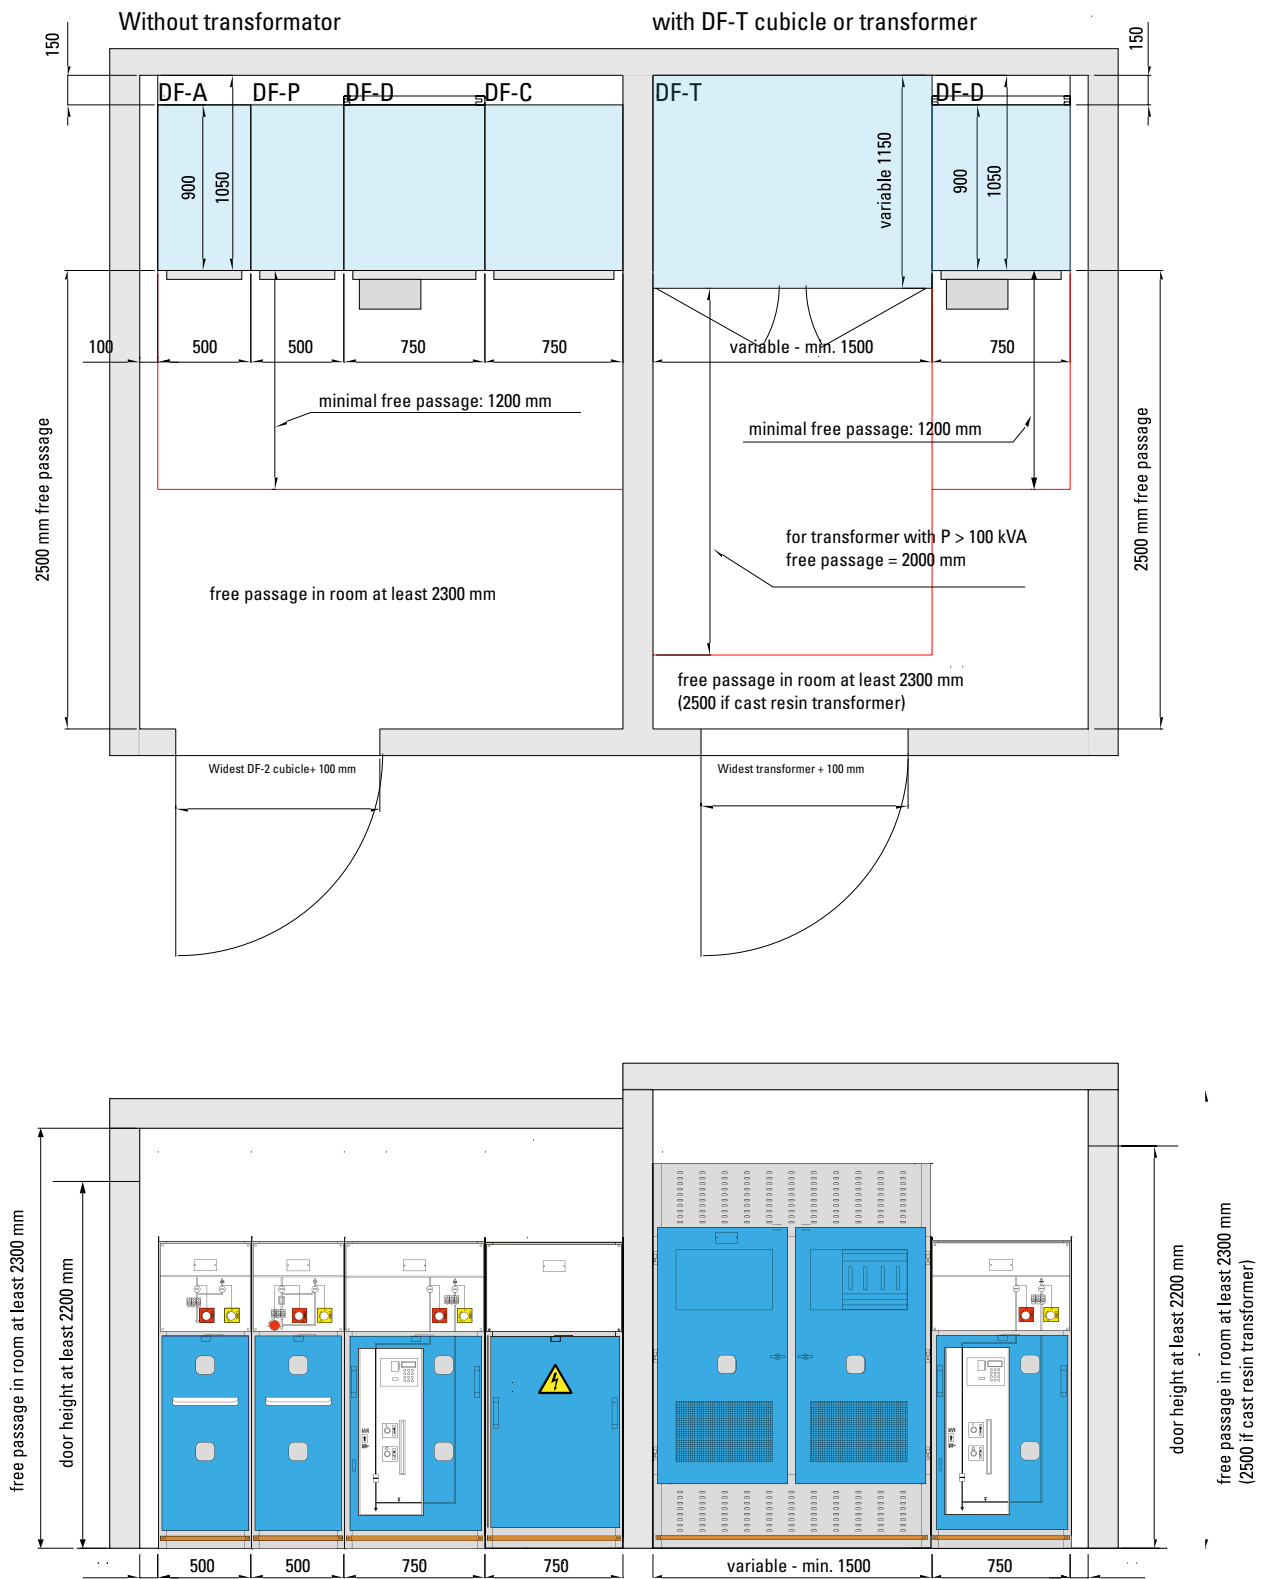 Without transformator
with DF-T cubicle or transformer
150
150
DF-A
DF-P
DF-D
DF-C
DF-T
DF-D
900
1050
variable 1150
900
1050
100
500
500
750
750
variable - min. 1500
750
minimal free passage: 1200 mm
minimal free passage: 1200 mm
2500 mm free passage
2500 mm free passage
for transformer with P > 100 kVA
free passage = 2000 mm
free passage in room at least 2300 mm
free passage in room at least 2300 mm
(2500 if cast resin transformer)
Widest DF-2 cubicle+ 100 mm
Widest transformer + 100 mm
free passage in room at least 2300 mm
door height at least 2200 mm
door height at least 2200 mm
free passage in room at least 2300 mm
(2500 if cast resin transformer)
500
500
750
750
variable - min. 1500
750